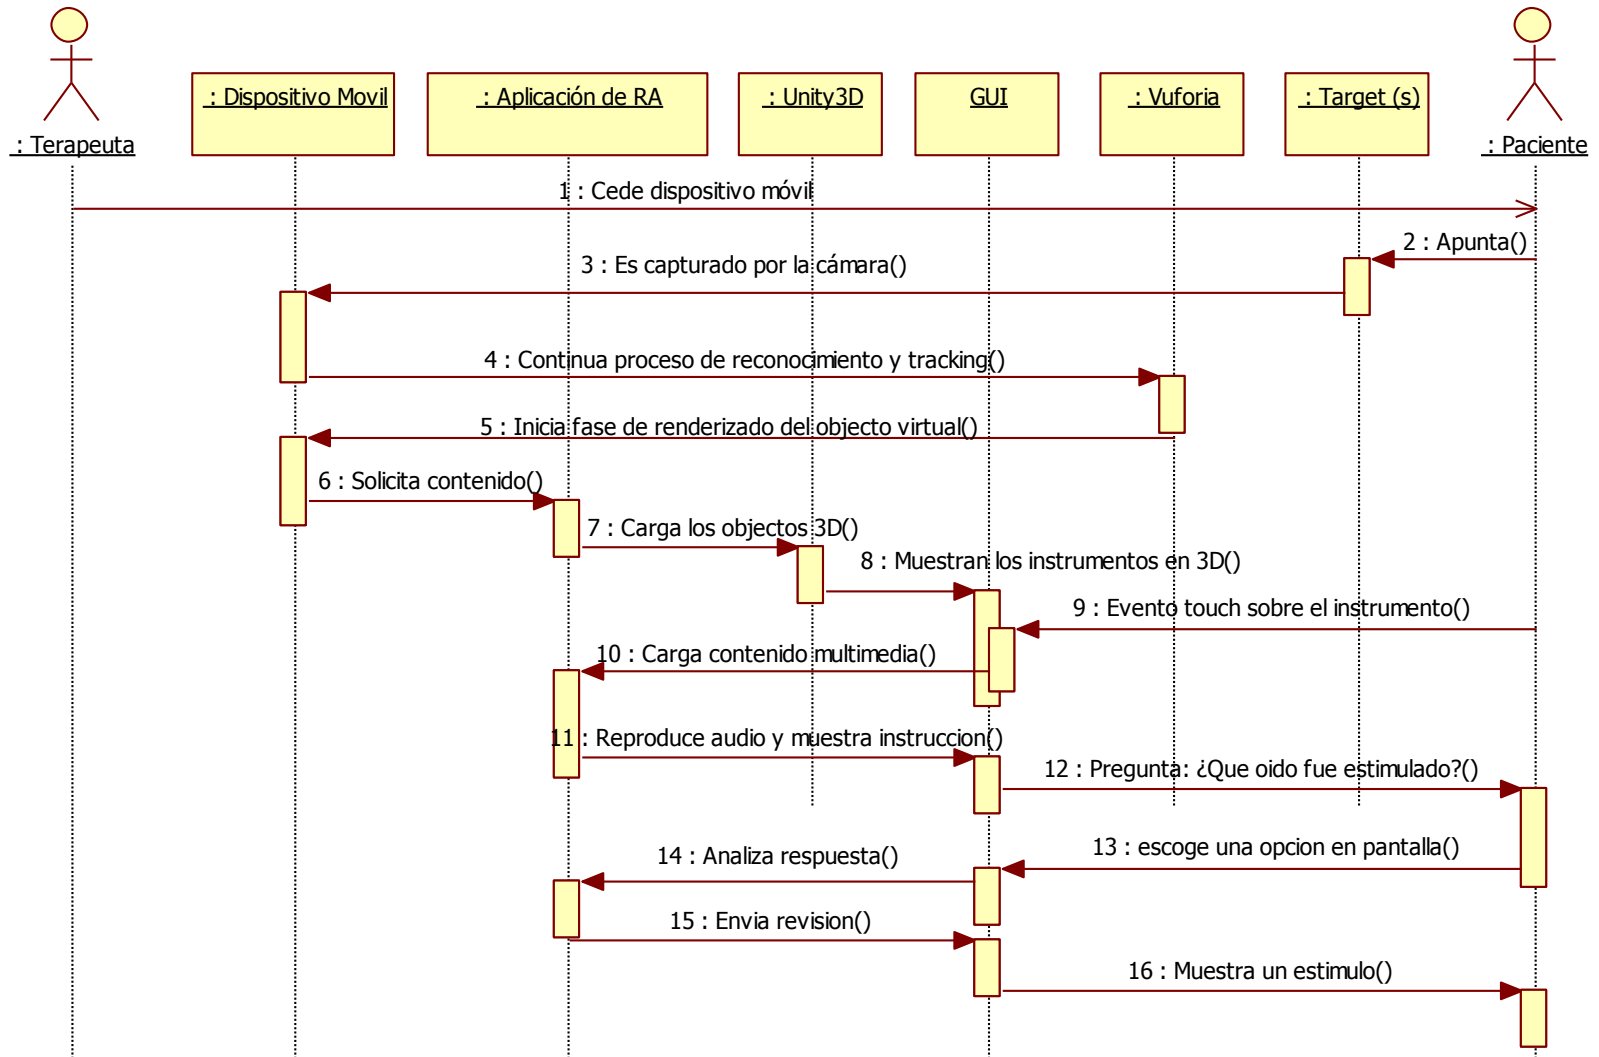 : Dispositivo Movil
: Aplicación de RA
: Unity3D
GUI
: Vuforia
: Target (s)
: Terapeuta
: Paciente
1 : Cede dispositivo móvil
2 : Apunta()
3 : Es capturado por la cámara()
4 : Continua proceso de reconocimiento y tracking()
5 : Inicia fase de renderizado del objecto virtual()
6 : Solicita contenido()
7 : Carga los objectos 3D()
8 : Muestran los instrumentos en 3D()
9 : Evento touch sobre el instrumento()
10 : Carga contenido multimedia()
11 : Reproduce audio y muestra instruccion()
12 : Pregunta: ¿Que oido fue estimulado?()
13 : escoge una opcion en pantalla()
14 : Analiza respuesta()
15 : Envia revision()
16 : Muestra un estimulo()